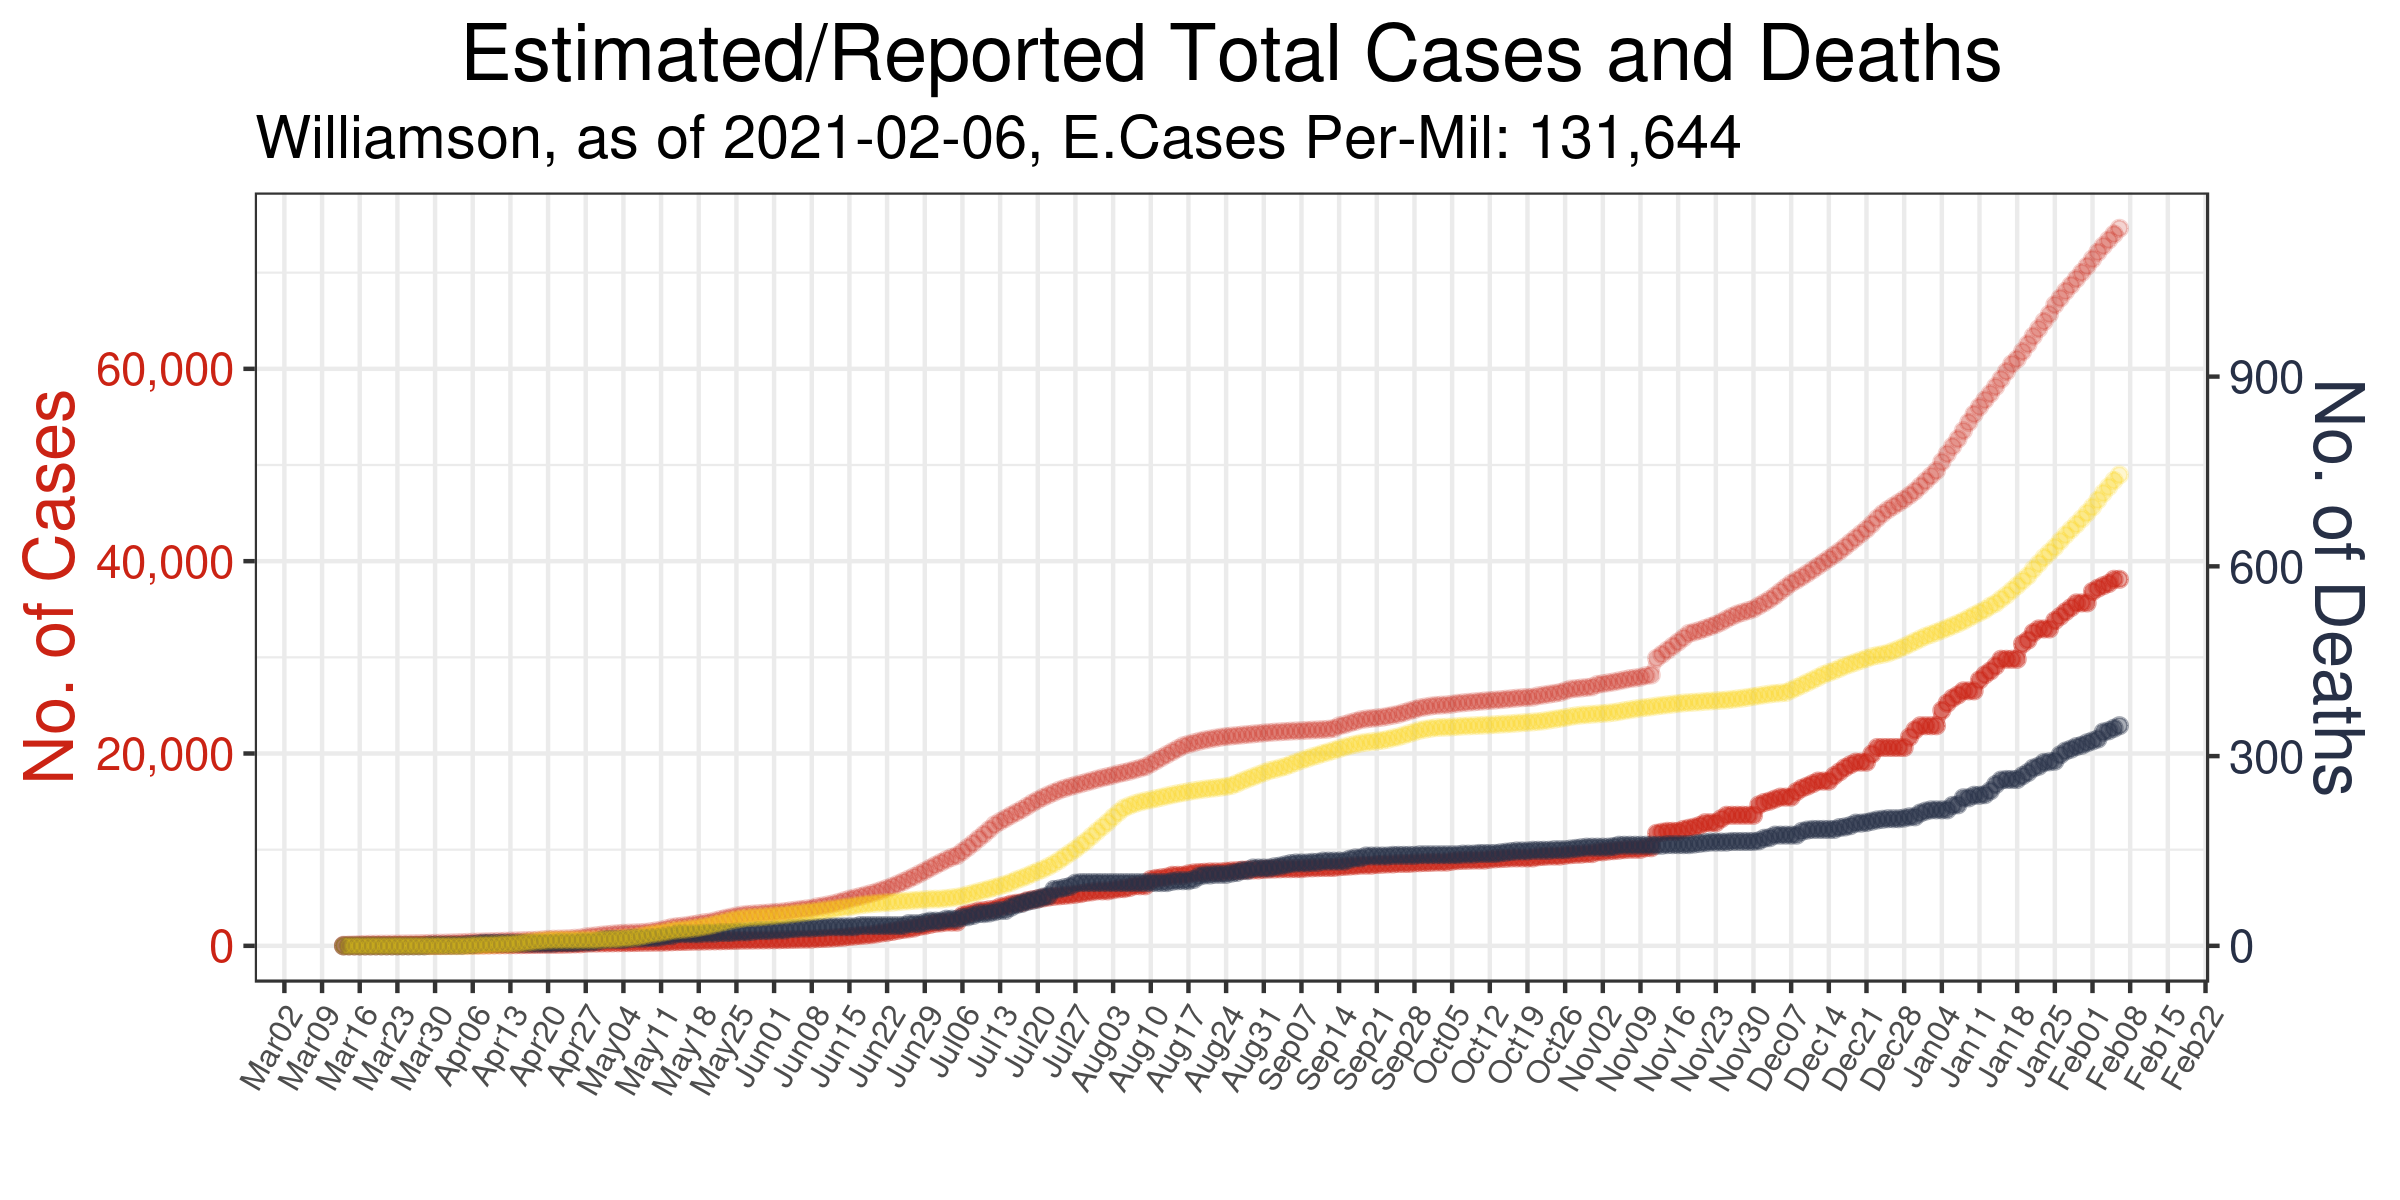 Estimated/Reported Total Cases and Deaths
Williamson, as of 2021-02-06, E.Cases Per-Mil: 131,644
No. of Cases
60,000
40,000
20,000
0
900
600
300
0
No. of Deaths
Mar02
Mar09
Mar16
Mar23
Mar30
Apr06
Apr13
Apr20
Apr27
May04
May11
May18
May25
Jun01
Jun08
Jun15
Jun22
Jun29
Jul06
Jul13
Jul20
Jul27
Aug03
Aug10
Aug17
Aug24
Aug31
Sep07
Sep14
Sep21
Sep28
Oct05
Oct12
Oct19
Oct26
Nov02
Nov09
Nov16
Nov23
Nov30
Dec07
Dec14
Dec21
Dec28
Jan04
Jan11
Jan18
Jan25
Feb01
Feb08
Feb15
Feb22